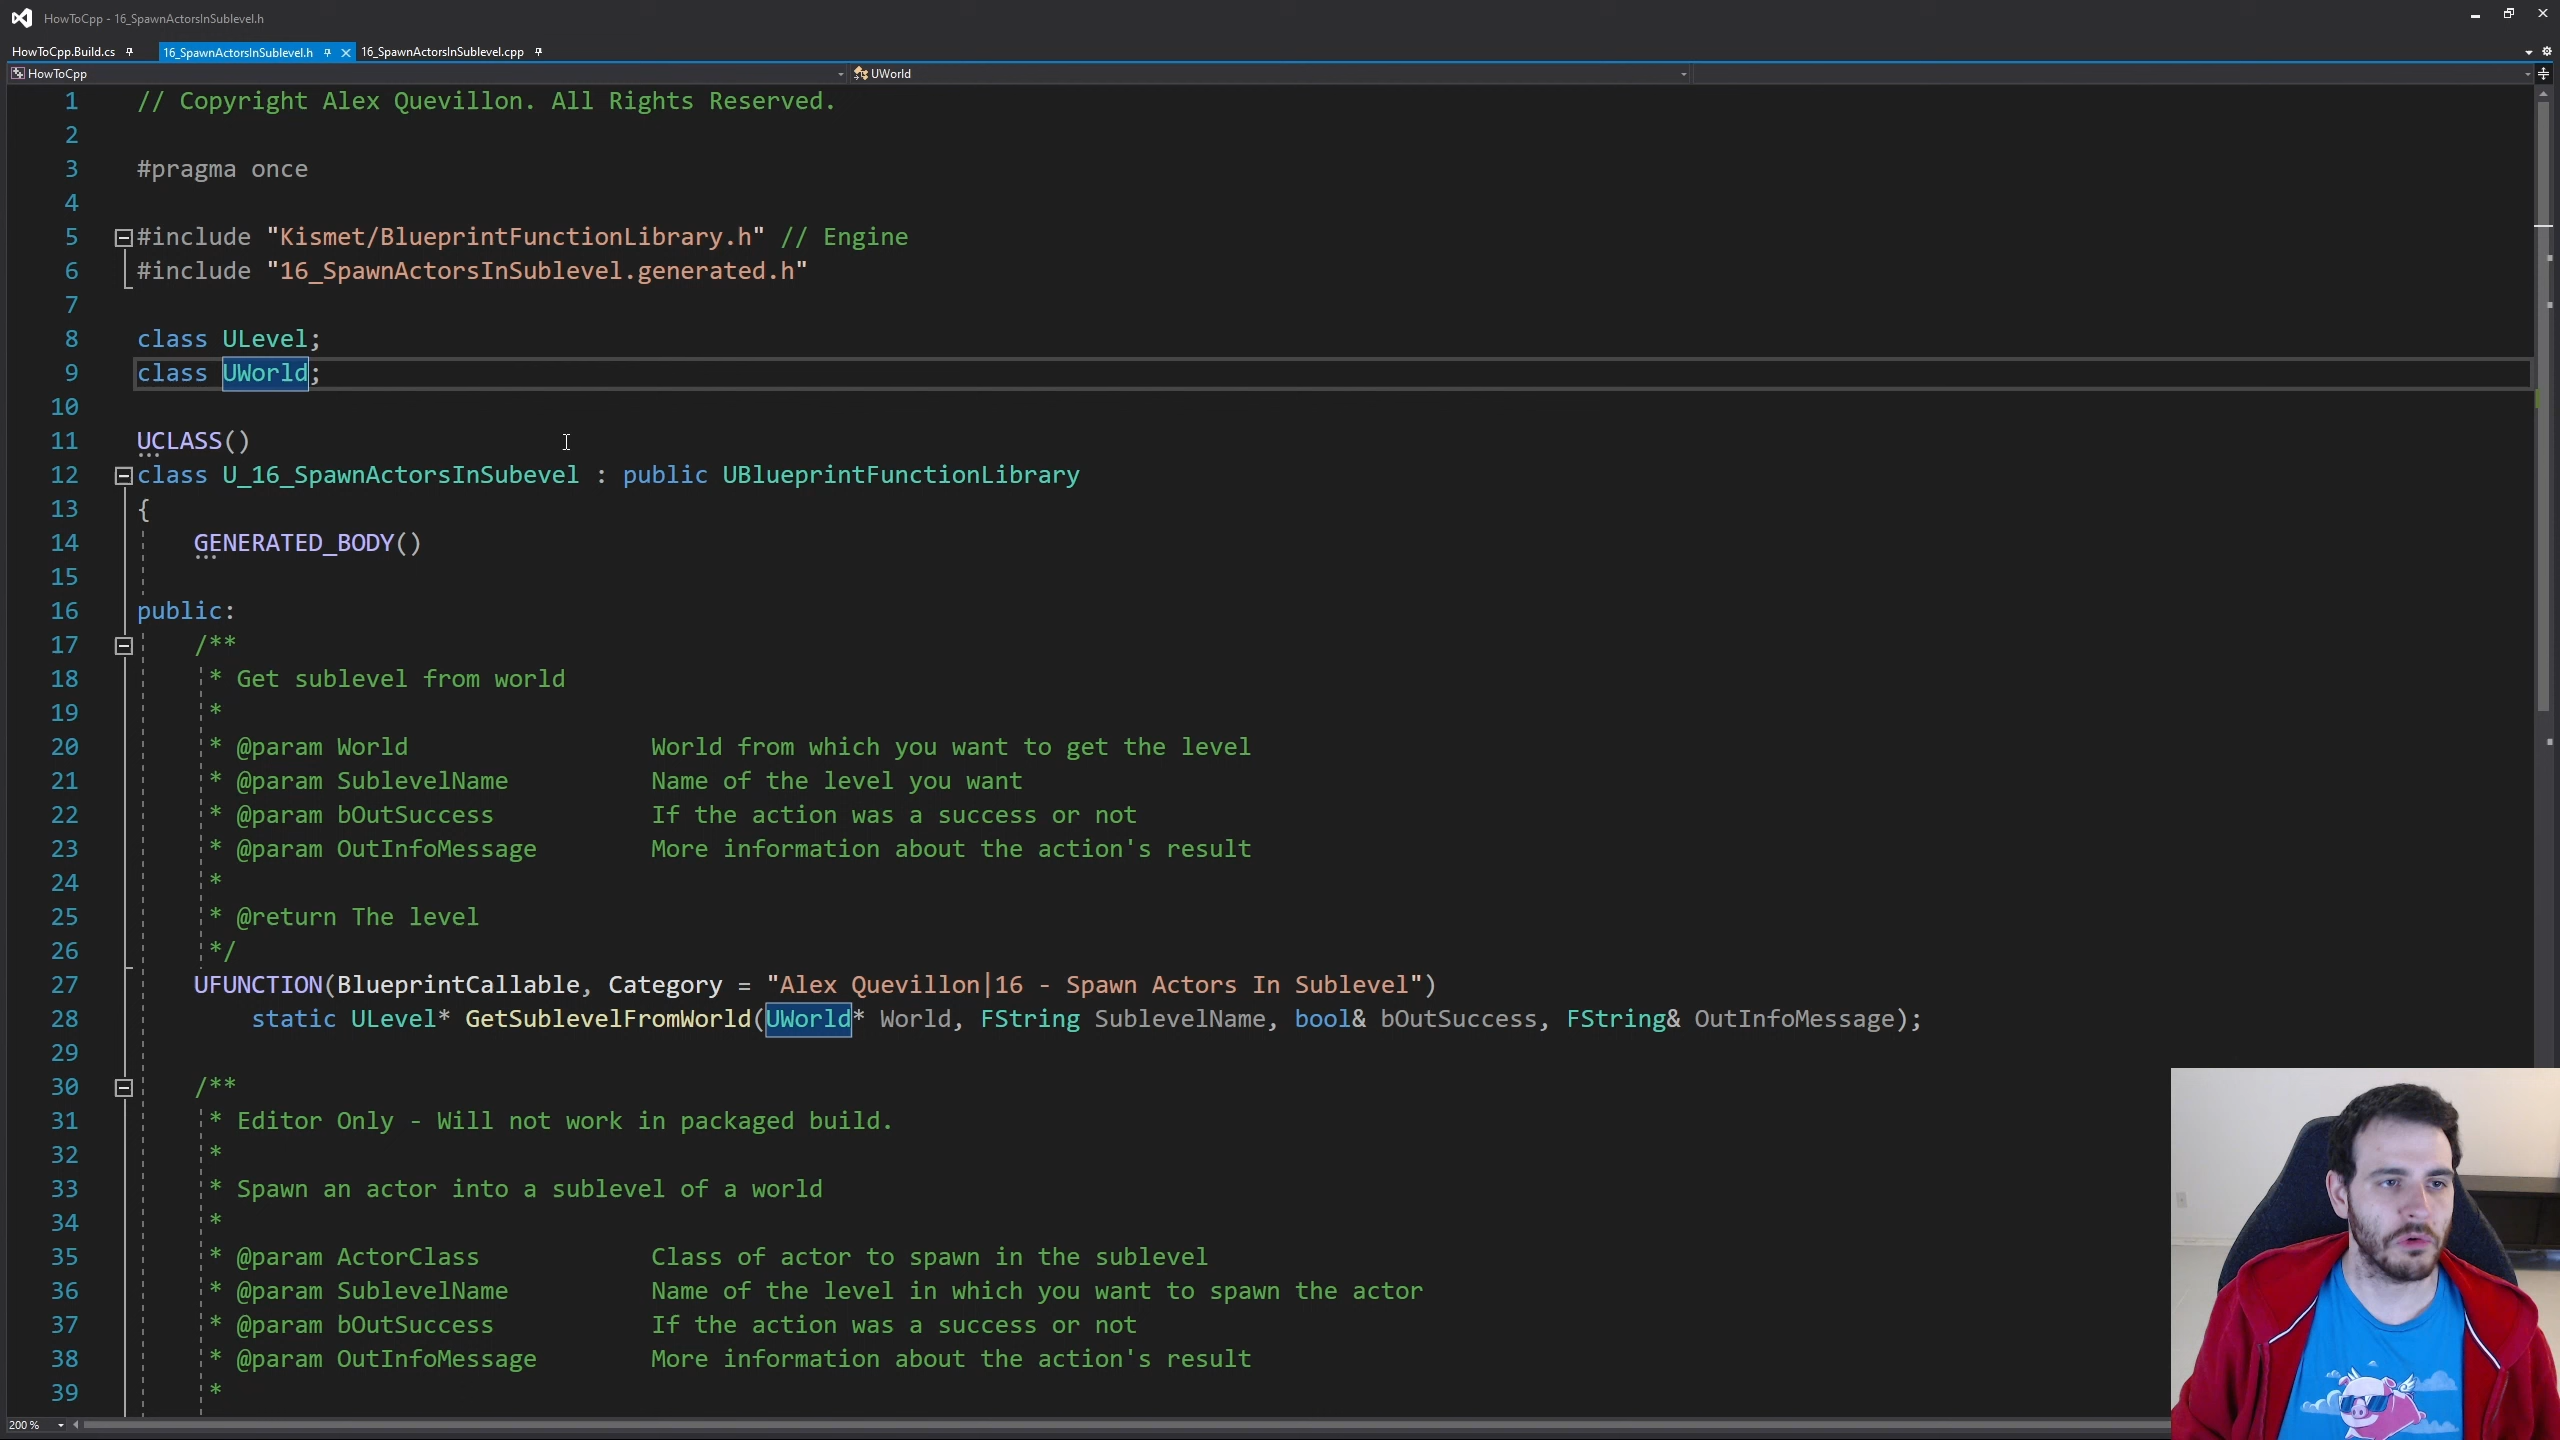 HowToCpp - 16_SpawnActorsInSublevel.h
HowToCpp.Build.cs 16_SpawnActorsInSublevel.h 16_SpawnActorsInSublevel.cpp
HowToCpp UWorld
1 // Copyright Alex Quevillon. All Rights Reserved.
2
3 #pragma once
4
5 #include "Kismet/BlueprintFunctionLibrary.h" // Engine
6 #include "16_SpawnActorsInSublevel.generated.h"
7
8 class ULevel;
9 class UWorld;
10
11 UCLASS()
12 class U_16_SpawnActorsInSubevel : public UBlueprintFunctionLibrary
13 {
14 GENERATED_BODY()
15
16 public:
17 /**
18 * Get sublevel from world
19 *
20 * @param World World from which you want to get the level
21 * @param SublevelName Name of the level you want
22 * @param bOutSuccess If the action was a success or not
23 * @param OutInfoMessage More information about the action's result
24 *
25 * @return The level
26 */
27 UFUNCTION(BlueprintCallable, Category = "Alex Quevillon|16 - Spawn Actors In Sublevel")
28 static ULevel* GetSublevelFromWorld(UWorld* World, FString SublevelName, bool& bOutSuccess, FString& OutInfoMessage);
29
30 /**
31 * Editor Only - Will not work in packaged build.
32 *
33 * Spawn an actor into a sublevel of a world
34 *
35 * @param ActorClass Class of actor to spawn in the sublevel
36 * @param SublevelName Name of the level in which you want to spawn the actor
37 * @param bOutSuccess If the action was a success or not
38 * @param OutInfoMessage More information about the action's result
39 *
200 %